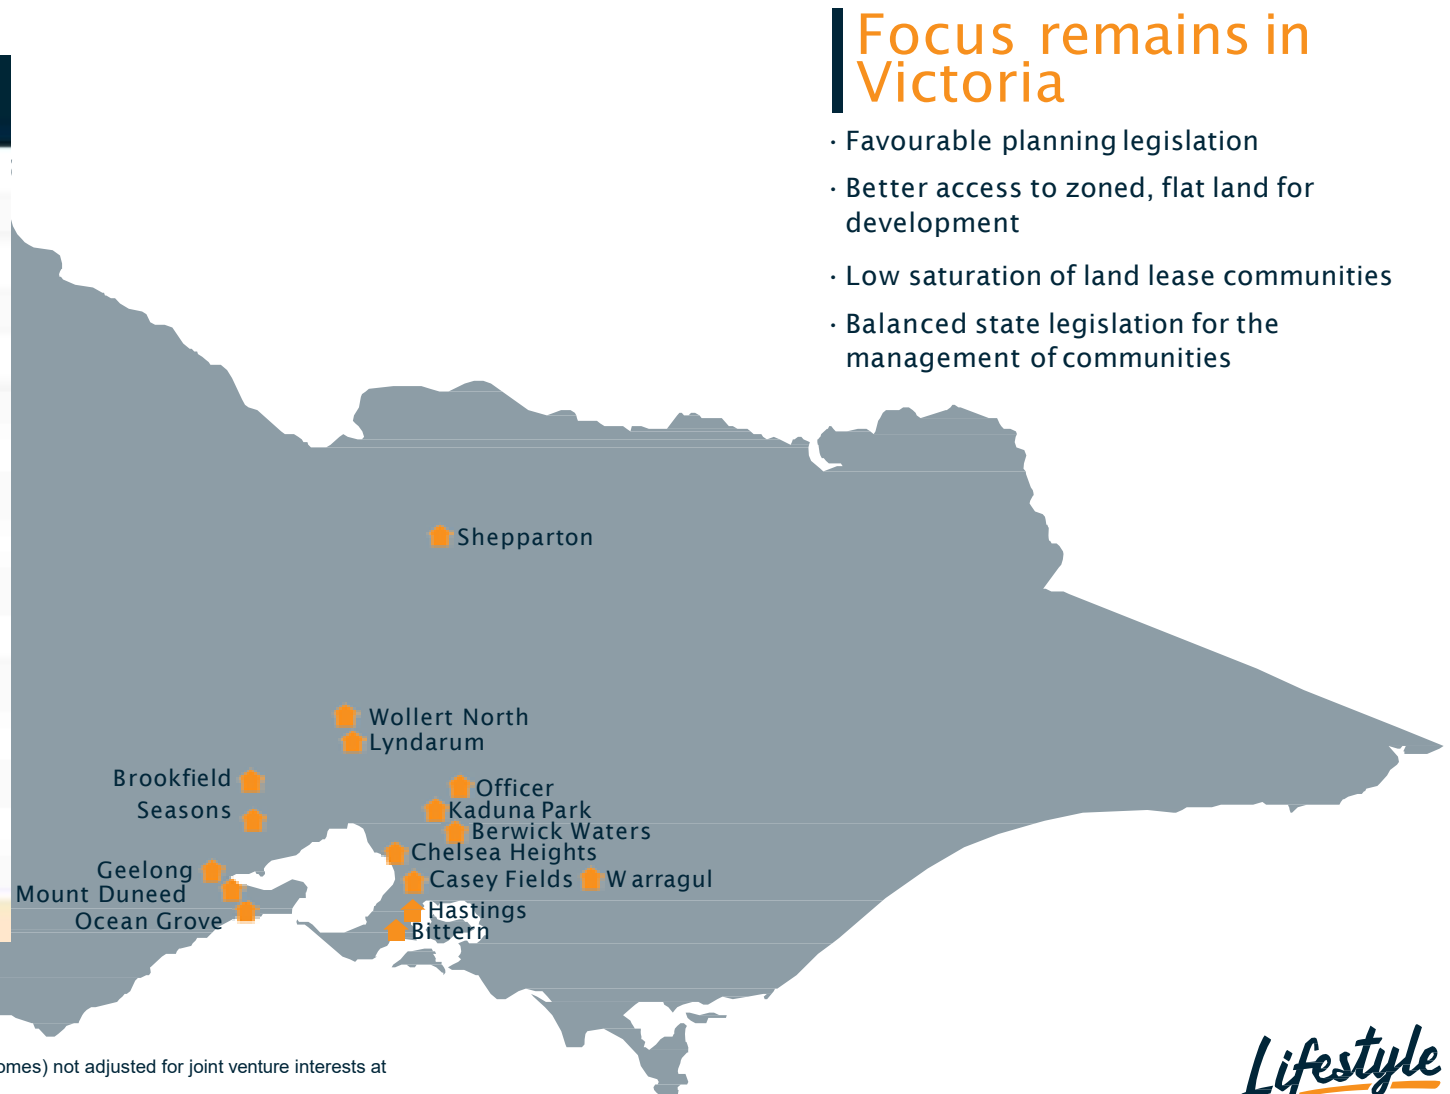 Focus remains in
Victoria
· Favourable planning legislation
· Better access to zoned, flat land for
development
· Low saturation of land lease communities
· Balanced state legislation for the
management of communities
Shepparton
Wollert North
Lyndarum
Brookfield
Officer
Seasons
Kaduna Park
Berwick Waters
Chelsea Heights
Geelong
Casey Fields
Warragul
Mount Duneed
Hastings
Ocean Grove
Bittern
omes) not adjusted for joint venture interests at
Lifestyle